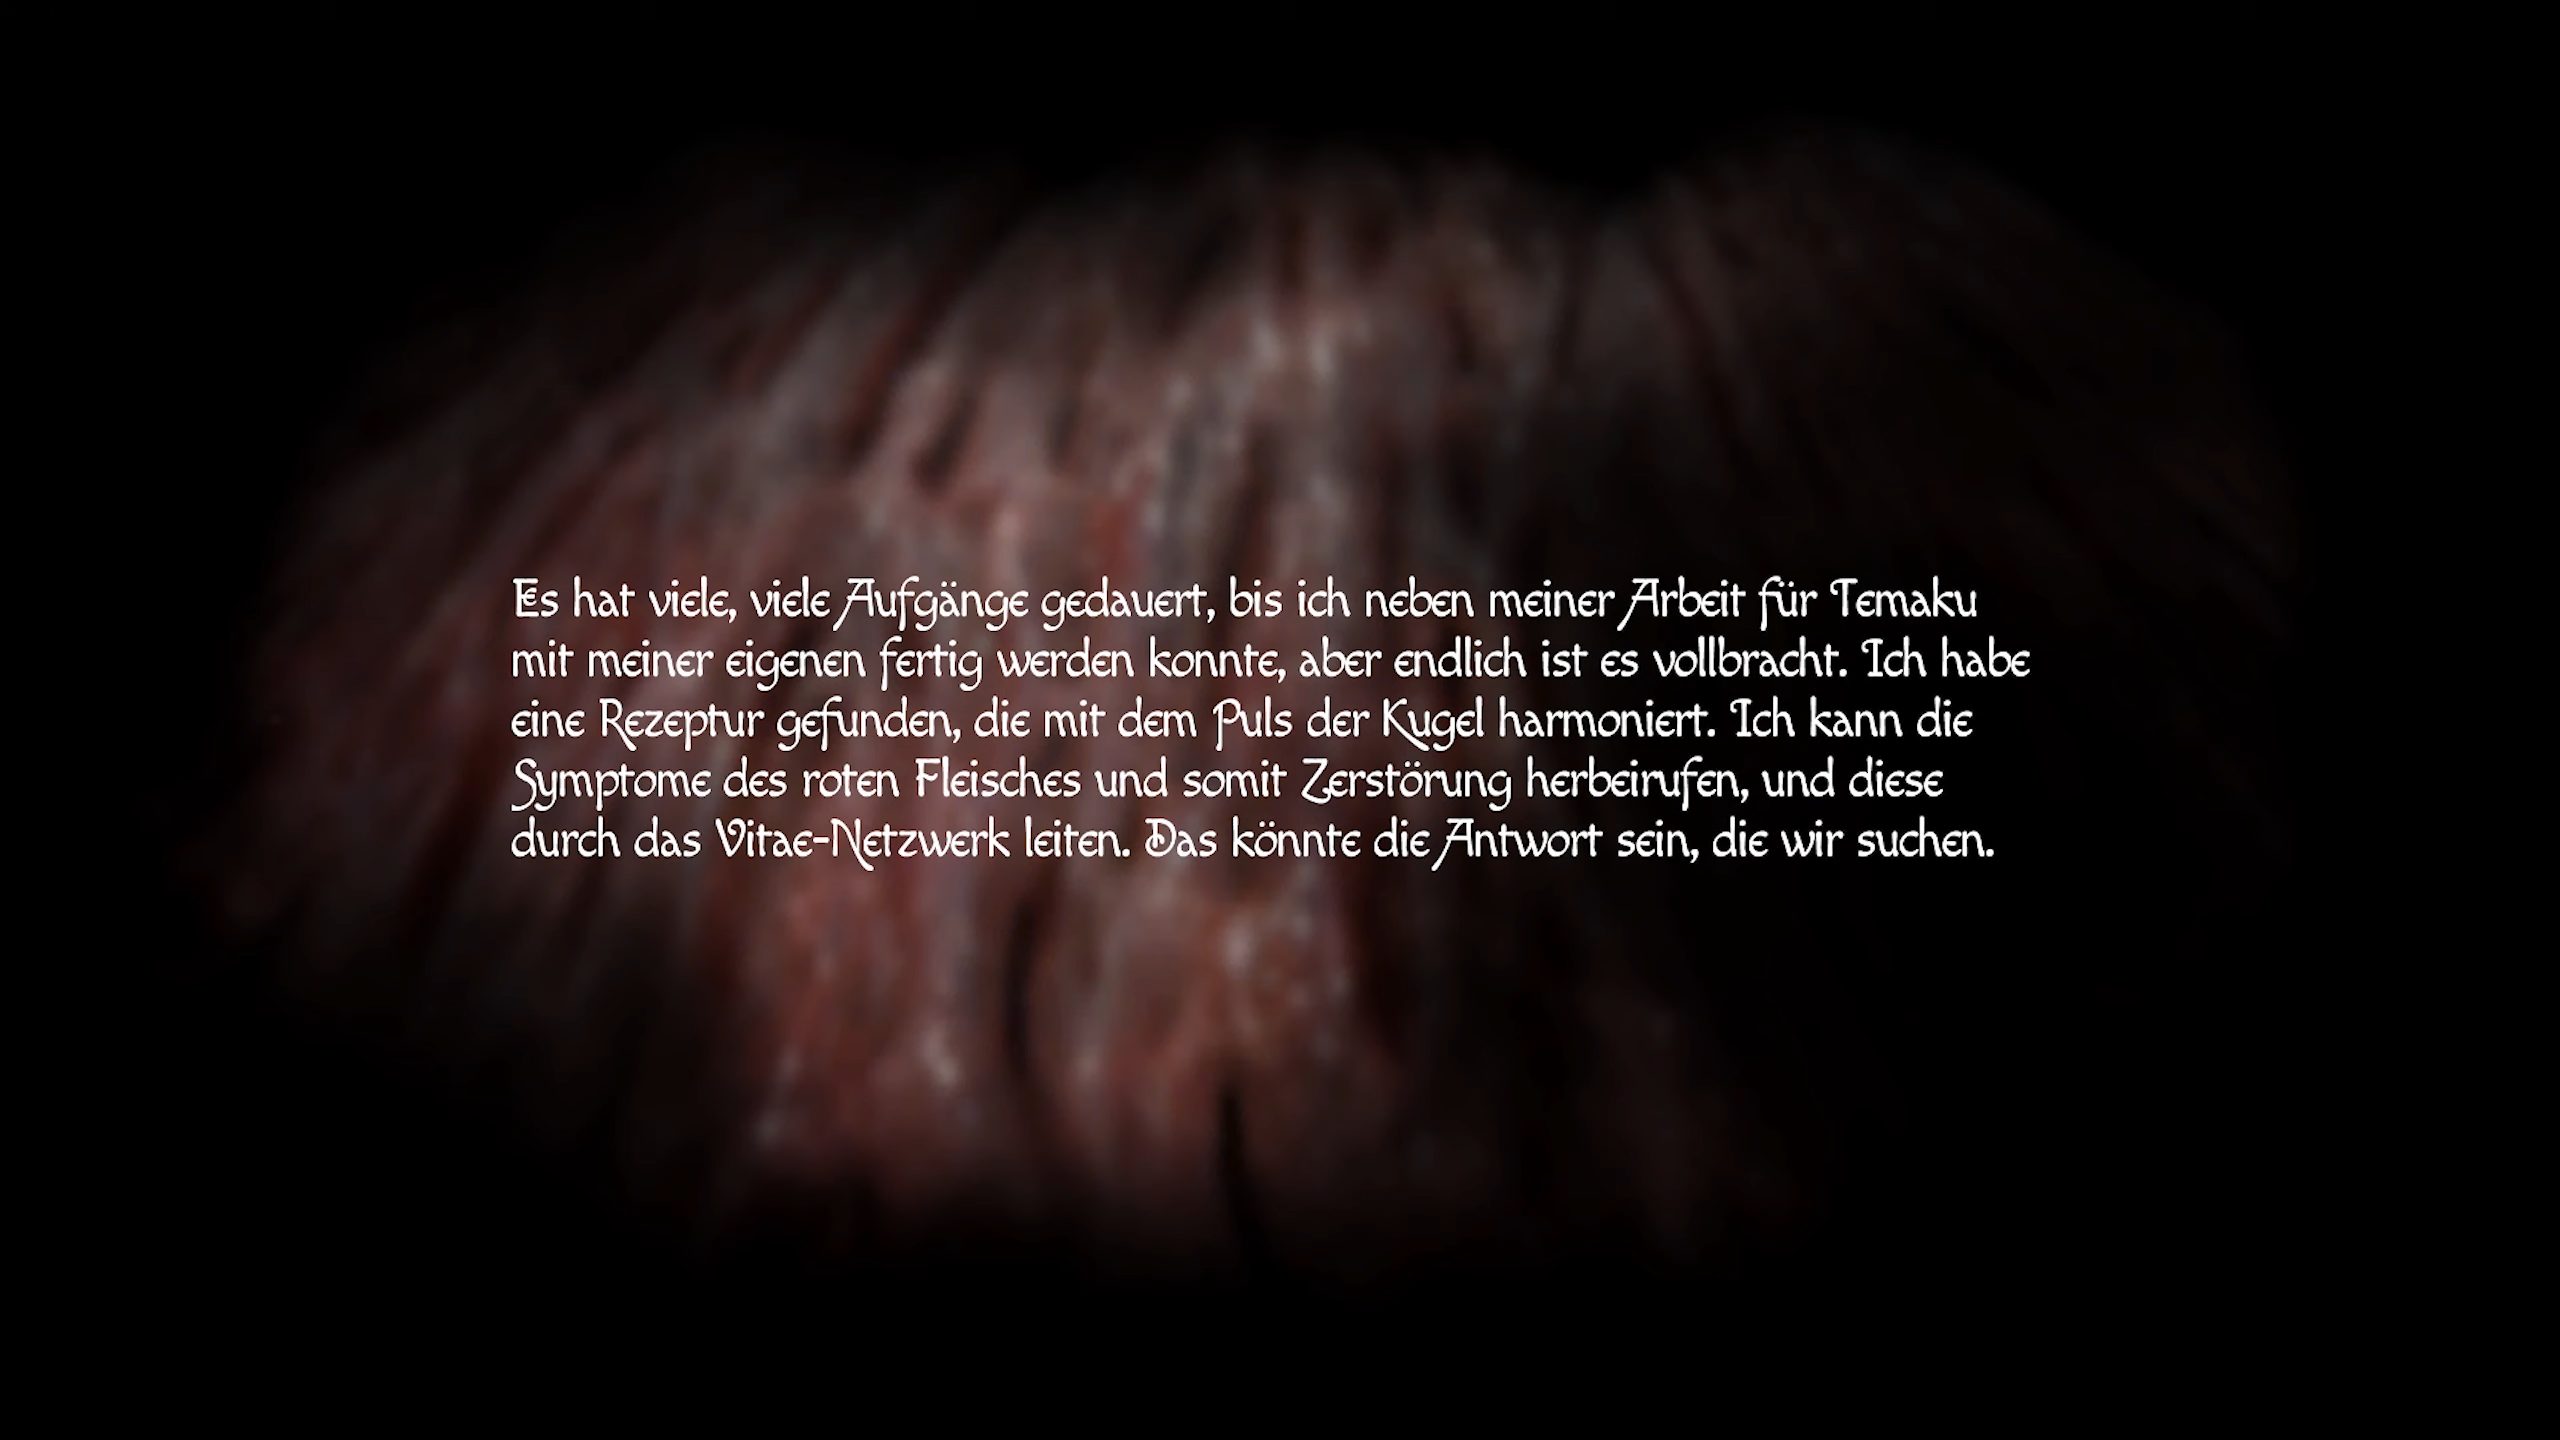 Es hat viele, viele Aufgänge gedauert, bis ich neben meiner Arbeit für Temaku
mit meiner eigenen fertig werden konnte, aber endlich ist es vollbracht. Ich habe
eine Rezeptur gefunden, die mit dem Puls der Kugel harmoniert. Ich kann die
Symptome des roten Fleisches und somit Zerstörung herbeirufen, und diese
durch das Vitae-Netzwerk leiten. Das könnte die Antwort sein, die wir suchen.